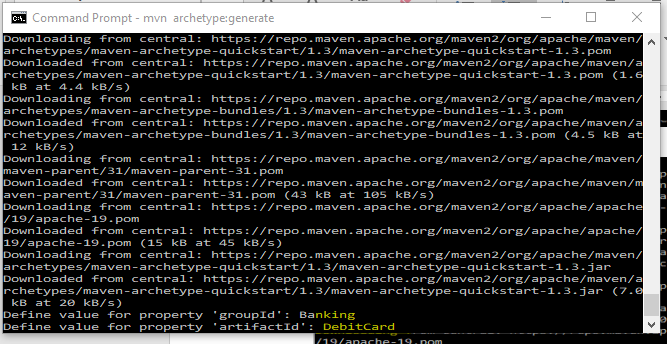 Command Prompt - mvn  archetype:generate
Downloading from central: https://repo.maven.apache.org/maven2/org/apache/maven/
archetypes/maven-archetype-quickstart/1.3/maven-archetype-quickstart-1.3.pom
Downloaded from central: https://repo.maven.apache.org/maven2/org/apache/maven/a
rchetypes/maven-archetype-quickstart/1.3/maven-archetype-quickstart-1.3.pom (1.6
 kB at 4.4 kB/s)
Downloading from central: https://repo.maven.apache.org/maven2/org/apache/maven/
archetypes/maven-archetype-bundles/1.3/maven-archetype-bundles-1.3.pom
Downloaded from central: https://repo.maven.apache.org/maven2/org/apache/maven/a
rchetypes/maven-archetype-bundles/1.3/maven-archetype-bundles-1.3.pom (4.5 kB at
 12 kB/s)
Downloading from central: https://repo.maven.apache.org/maven2/org/apache/maven/
maven-parent/31/maven-parent-31.pom
Downloaded from central: https://repo.maven.apache.org/maven2/org/apache/maven/m
aven-parent/31/maven-parent-31.pom (43 kB at 105 kB/s)
Downloading from central: https://repo.maven.apache.org/maven2/org/apache/apache
/19/apache-19.pom
Downloaded from central: https://repo.maven.apache.org/maven2/org/apache/apache/
19/apache-19.pom (15 kB at 45 kB/s)
Downloading from central: https://repo.maven.apache.org/maven2/org/apache/maven/
archetypes/maven-archetype-quickstart/1.3/maven-archetype-quickstart-1.3.jar
Downloaded from central: https://repo.maven.apache.org/maven2/org/apache/maven/a
rchetypes/maven-archetype-quickstart/1.3/maven-archetype-quickstart-1.3.jar (7.0
 kB at 20 kB/s)
Define value for property 'groupId': Banking
Define value for property 'artifactId': DebitCard
/19/apache-19.pom